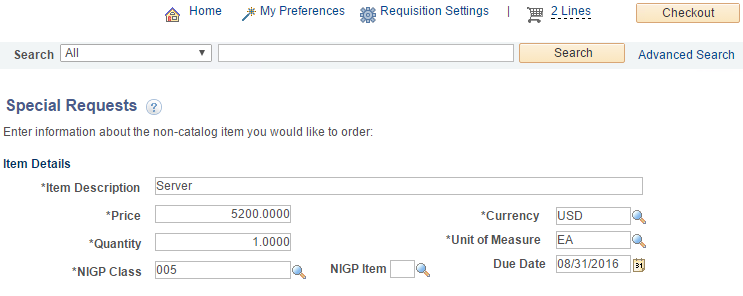 Home My Preferences Requisition Settings | 2 Lines Checkout
Search All Search Advanced Search
Special Requests ?
Enter information about the non-catalog item you would like to order:
Item Details
*Item Description Server
*Price 5200.0000 *Currency USD
*Quantity 1.0000 *Unit of Measure EA
*NIGP Class 005 NIGP Item Due Date 08/31/2016 31